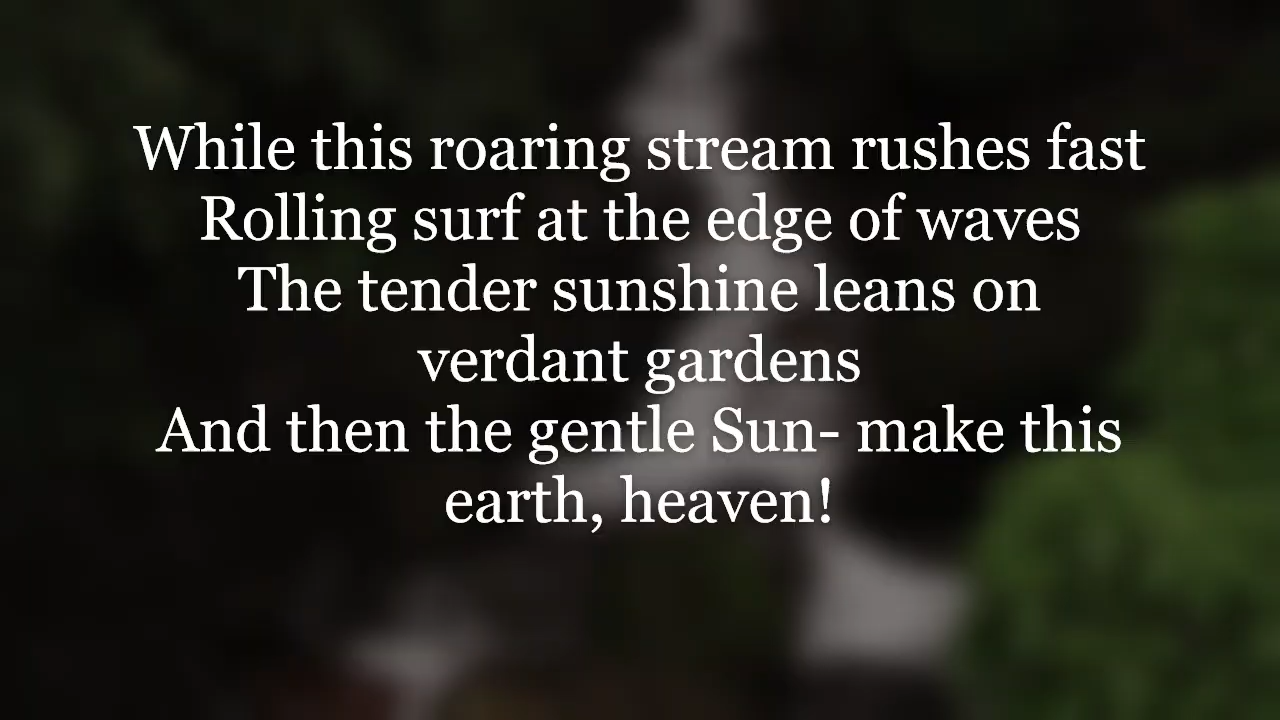 While this roaring stream rushes fast
Rolling surf at the edge of waves
The tender sunshine leans on
verdant gardens
And then the gentle Sun- make this
earth, heaven!